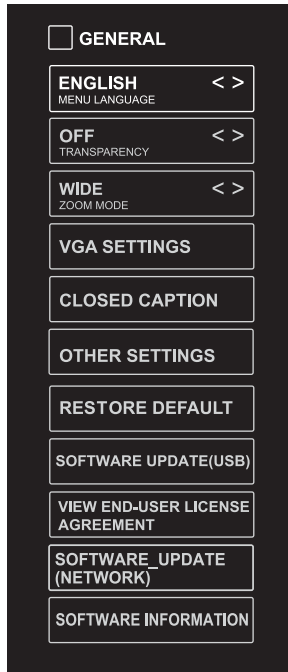 GENERAL
ENGLISH < >
MENU LANGUAGE
OFF < >
TRANSPARENCY
WIDE < >
ZOOM MODE
VGA SETTINGS
CLOSED CAPTION
OTHER SETTINGS
RESTORE DEFAULT
SOFTWARE UPDATE(USB)
VIEW END-USER LICENSE
AGREEMENT
SOFTWARE_UPDATE
(NETWORK)
SOFTWARE INFORMATION